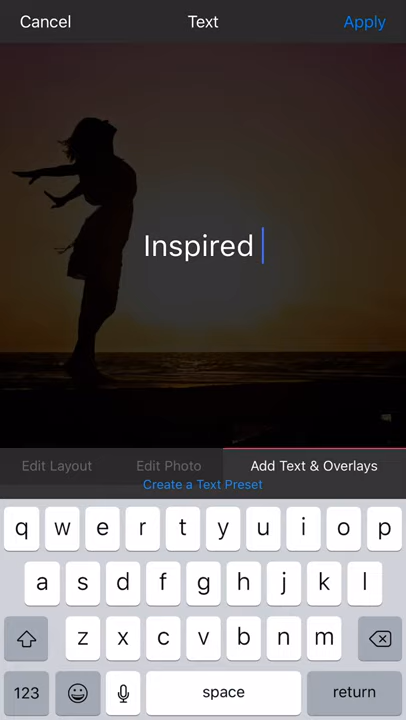 Cancel Text Apply
Inspired
Edit Layout Edit Photo Add Text & Overlays
Create a Text Preset
q w e r t y u i o p
a s d f g h j k l
z x c v b n m
123 space return